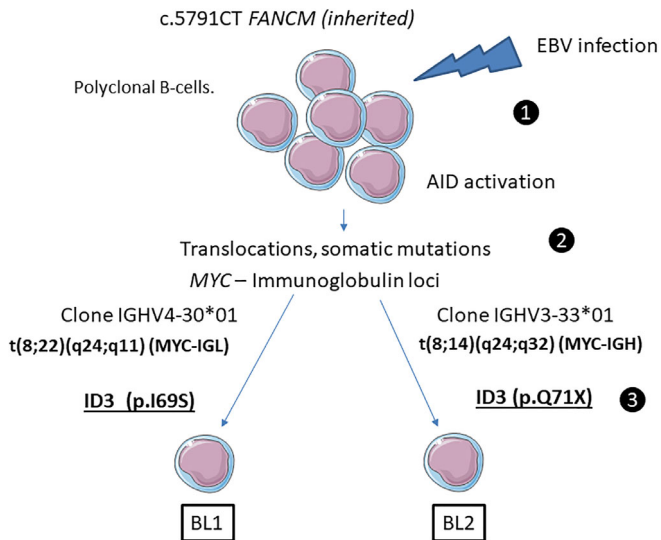 c.5791CT FANCM (inherited)
EBV infection
Polyclonal B-cells.
1
AID activation
Translocations, somatic mutations
2
MYC – Immunoglobulin loci
Clone IGHV4-30*01
t(8;22)(q24;q11) (MYC-IGL)
Clone IGHV3-33*01
t(8;14)(q24;q32) (MYC-IGH)
ID3 (p.I69S)
ID3 (p.Q71X)
3
BL1
BL2